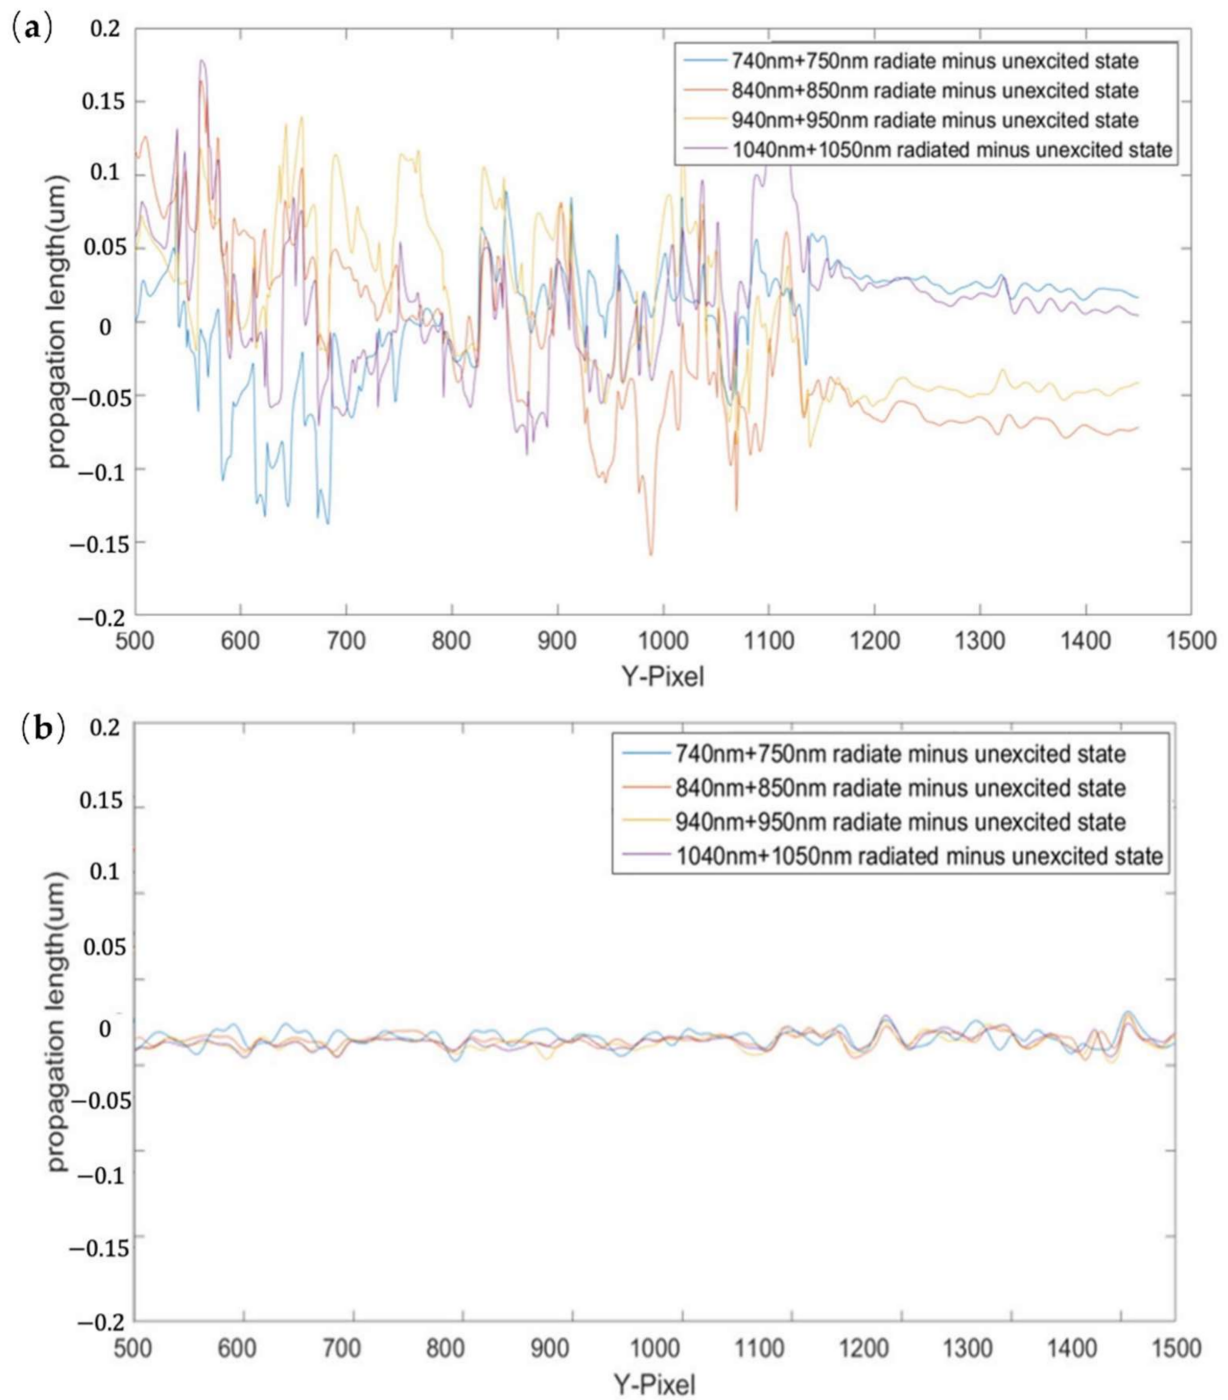 (a)
0.2
0.15
0.1
0.05
0
−0.05
−0.1
−0.15
−0.2
propagation length(um)
740nm+750nm radiate minus unexcited state
840nm+850nm radiate minus unexcited state
940nm+950nm radiate minus unexcited state
1040nm+1050nm radiated minus unexcited state
500 600 700 800 900 1000 1100 1200 1300 1400 1500
Y-Pixel
(b)
0.2
0.15
0.1
0.05
0
−0.05
−0.1
−0.15
−0.2
propagation length(um)
740nm+750nm radiate minus unexcited state
840nm+850nm radiate minus unexcited state
940nm+950nm radiate minus unexcited state
1040nm+1050nm radiated minus unexcited state
500 600 700 800 900 1000 1100 1200 1300 1400 1500
Y-Pixel